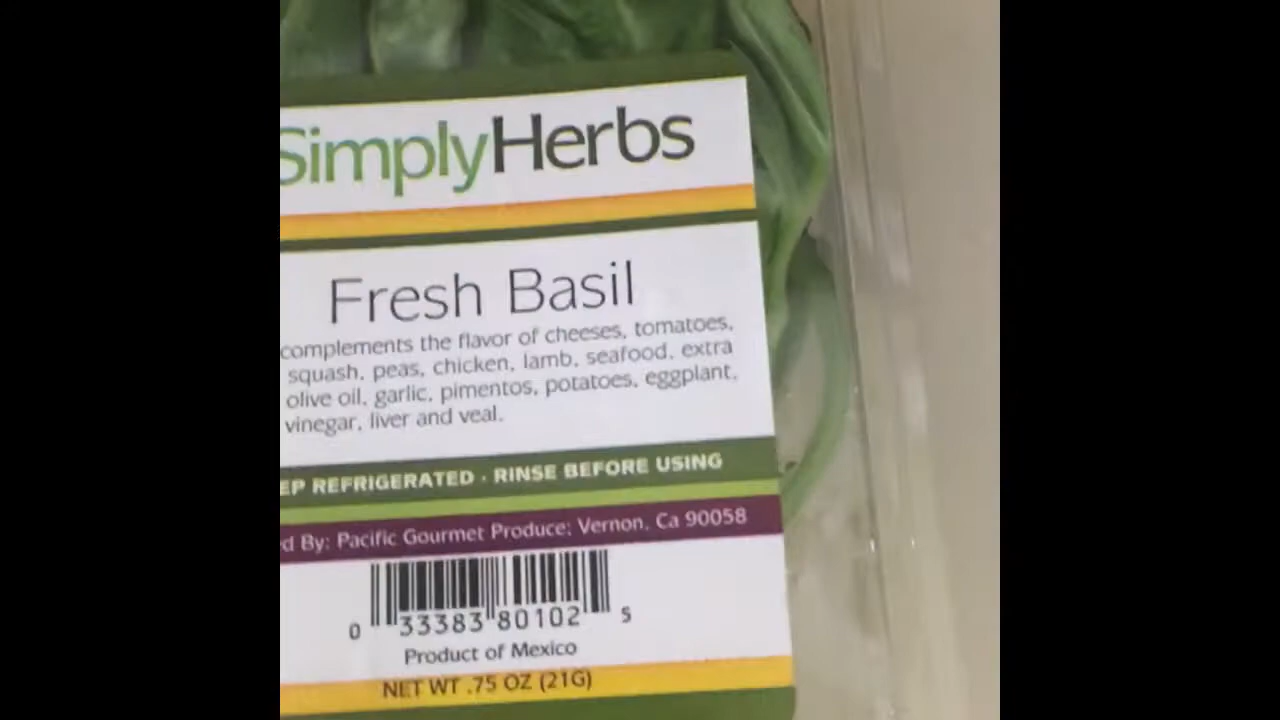 SimplyHerbs
Fresh Basil
complements the flavor of cheeses, tomatoes,
squash, peas, chicken, lamb, seafood, extra
olive oil, garlic, pimentos, potatoes, eggplant,
vinegar, liver and veal.
EP REFRIGERATED · RINSE BEFORE USING
d By: Pacific Gourmet Produce: Vernon, Ca 90058
0 33383 80102 5
Product of Mexico
NET WT .75 OZ (21G)